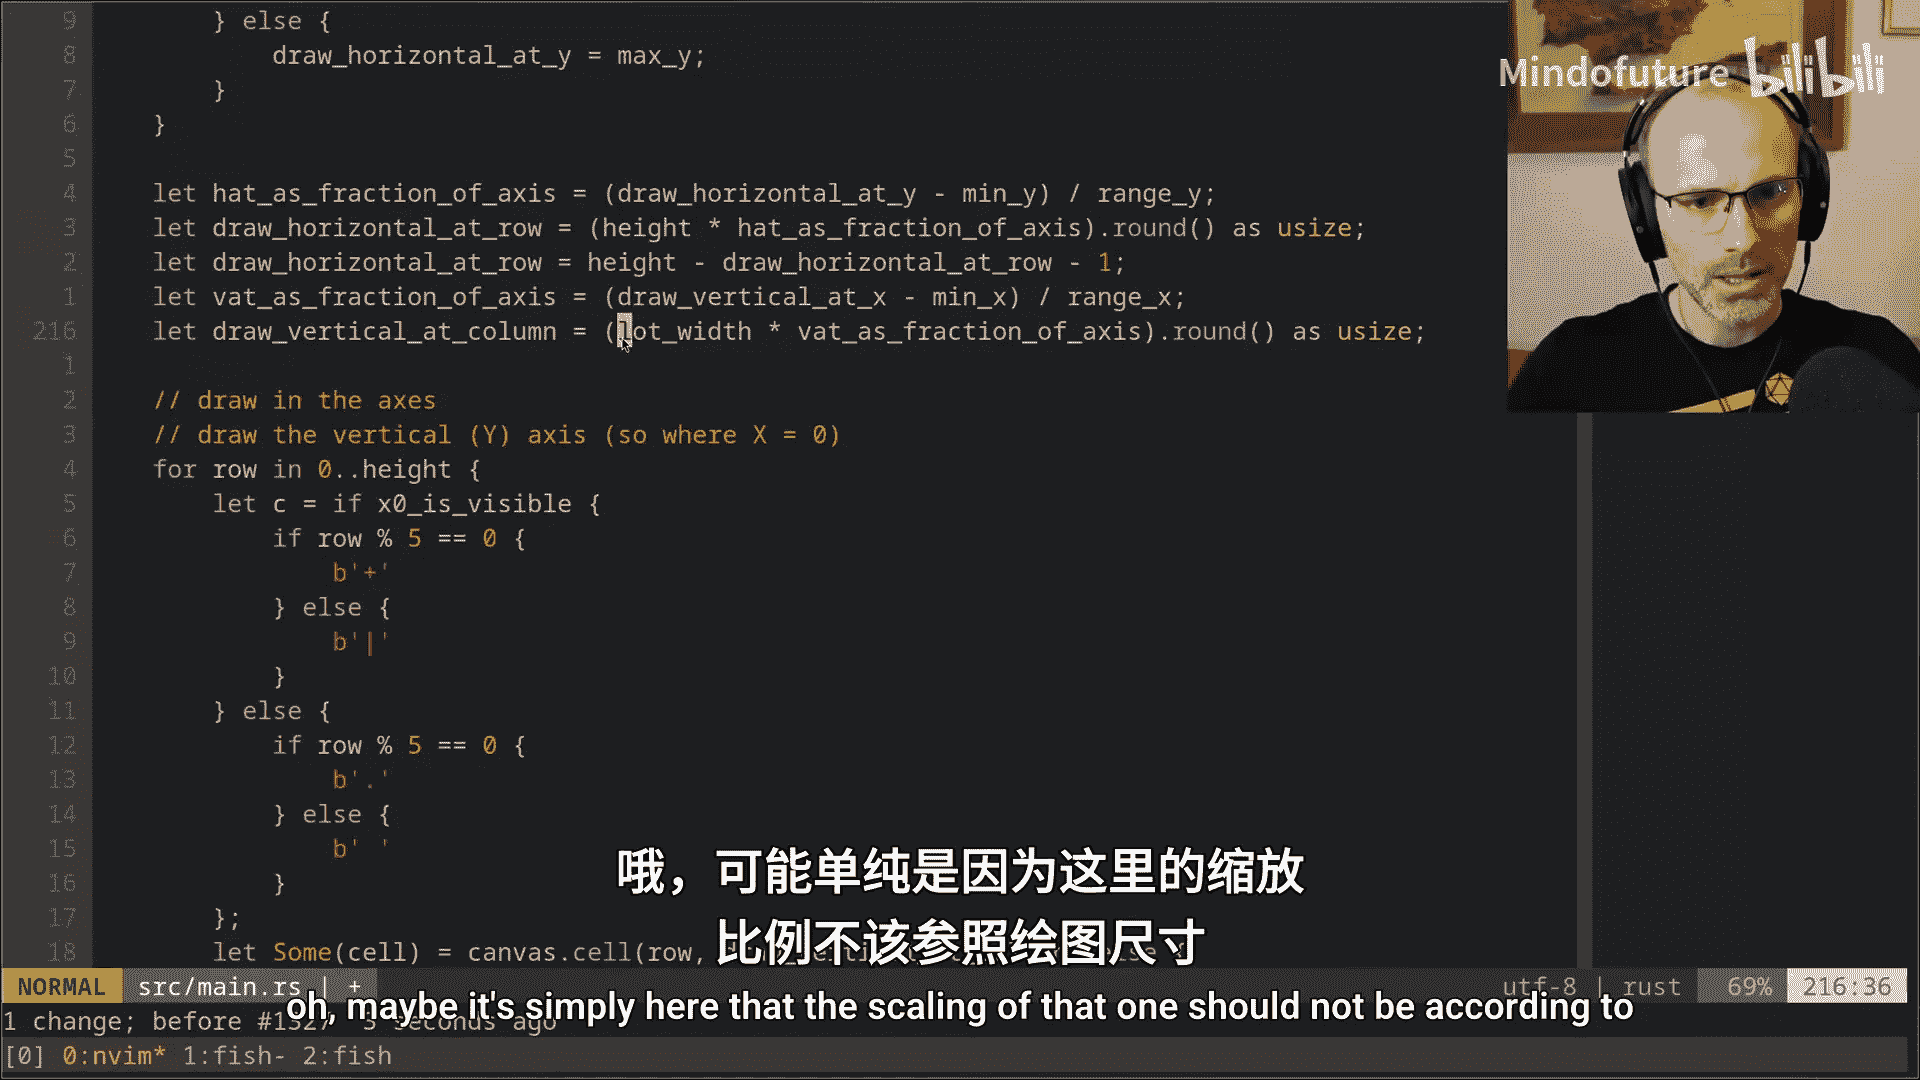 9 } else {
8 draw_horizontal_at_y = max_y;
7 }
6 }
5
4 let hat_as_fraction_of_axis = (draw_horizontal_at_y - min_y) / range_y;
3 let draw_horizontal_at_row = (height * hat_as_fraction_of_axis).round() as usize;
2 let draw_horizontal_at_row = height - draw_horizontal_at_row - 1;
1 let vat_as_fraction_of_axis = (draw_vertical_at_x - min_x) / range_x;
216 let draw_vertical_at_column = (lot_width * vat_as_fraction_of_axis).round() as usize;
1
2 // draw in the axes
3 // draw the vertical (Y) axis (so where X = 0)
4 for row in 0..height {
5 let c = if x0_is_visible {
6 if row % 5 == 0 {
7 b'+'
8 } else {
9 b'|'
10 }
11 } else {
12 if row % 5 == 0 {
13 b'.'
14 } else {
15 b' '
16 }
17 };
18 let Some(cell) = canvas.cell(row,
Mindofuture bilibili
哦，可能单纯是因为这里的缩放
比例不该参照绘图尺寸
NORMAL src/main.rs | + utf-8 | rust 69% 216:36
oh, maybe it's simply here that the scaling of that one should not be according to
1 change; before #1327 3 seconds ago
[0] 0:nvim* 1:fish- 2:fish